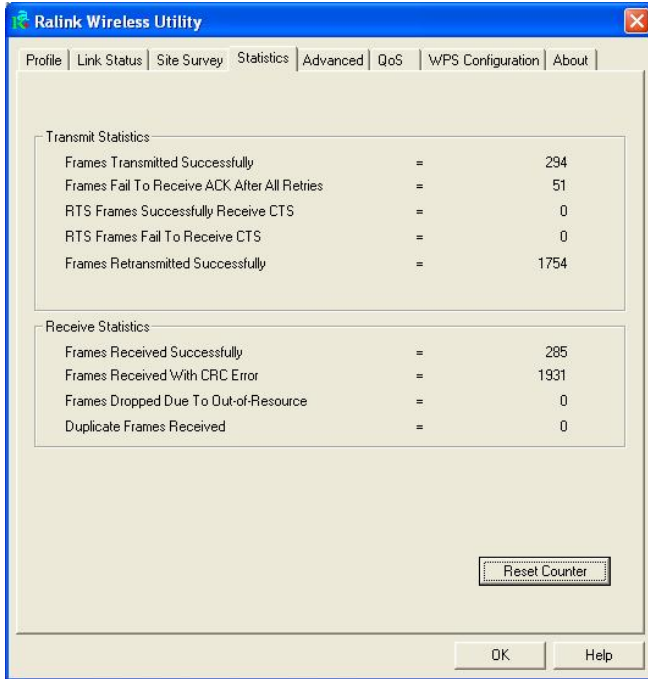 Ralink Wireless Utility
Profile Link Status Site Survey Statistics Advanced QoS WPS Configuration About
Transmit Statistics
Frames Transmitted Successfully = 294
Frames Fail To Receive ACK After All Retries = 51
RTS Frames Successfully Receive CTS = 0
RTS Frames Fail To Receive CTS = 0
Frames Retransmitted Successfully = 1754
Receive Statistics
Frames Received Successfully = 285
Frames Received With CRC Error = 1931
Frames Dropped Due To Out-of-Resource = 0
Duplicate Frames Received = 0
Reset Counter
OK Help